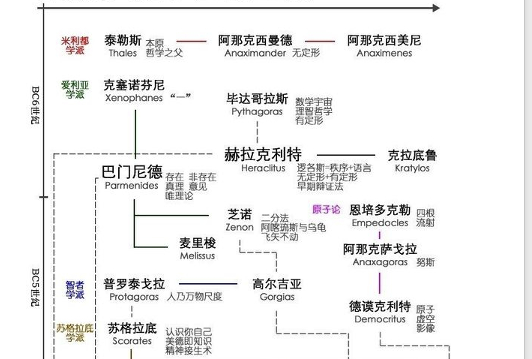 米利都
学派
泰勒斯
Thales
本原
哲学之父
阿那克西曼德
Anaximander 无定形
阿那克西美尼
Anaximenes
BC6世纪
爱利亚
学派
克塞诺芬尼
Xenophanes “一”
毕达哥拉斯
Pythagoras
数学宇宙
理智哲学
有定形
赫拉克利特
Heraclitus
逻各斯=秩序+语言
无定形+有定形
早期辩证法
克拉底鲁
Kratylos
巴门尼德
Parmenides
存在 非存在
真理 意见
唯理论
芝诺
Zenon
二分法
阿喀琉斯与乌龟
飞矢不动
原子论
恩培多克勒
Empedocles
四根
流射
麦里梭
Melissus
阿那克萨戈拉
Anaxagoras 努斯
BC5世纪
智者
学派
普罗泰戈拉
Protagoras
人乃万物尺度
高尔吉亚
Gorgias
德谟克利特
Democritus
原子
虚空
影像
苏格拉底
学派
苏格拉底
Scorates
认识你自己
美德即知识
精神接生术